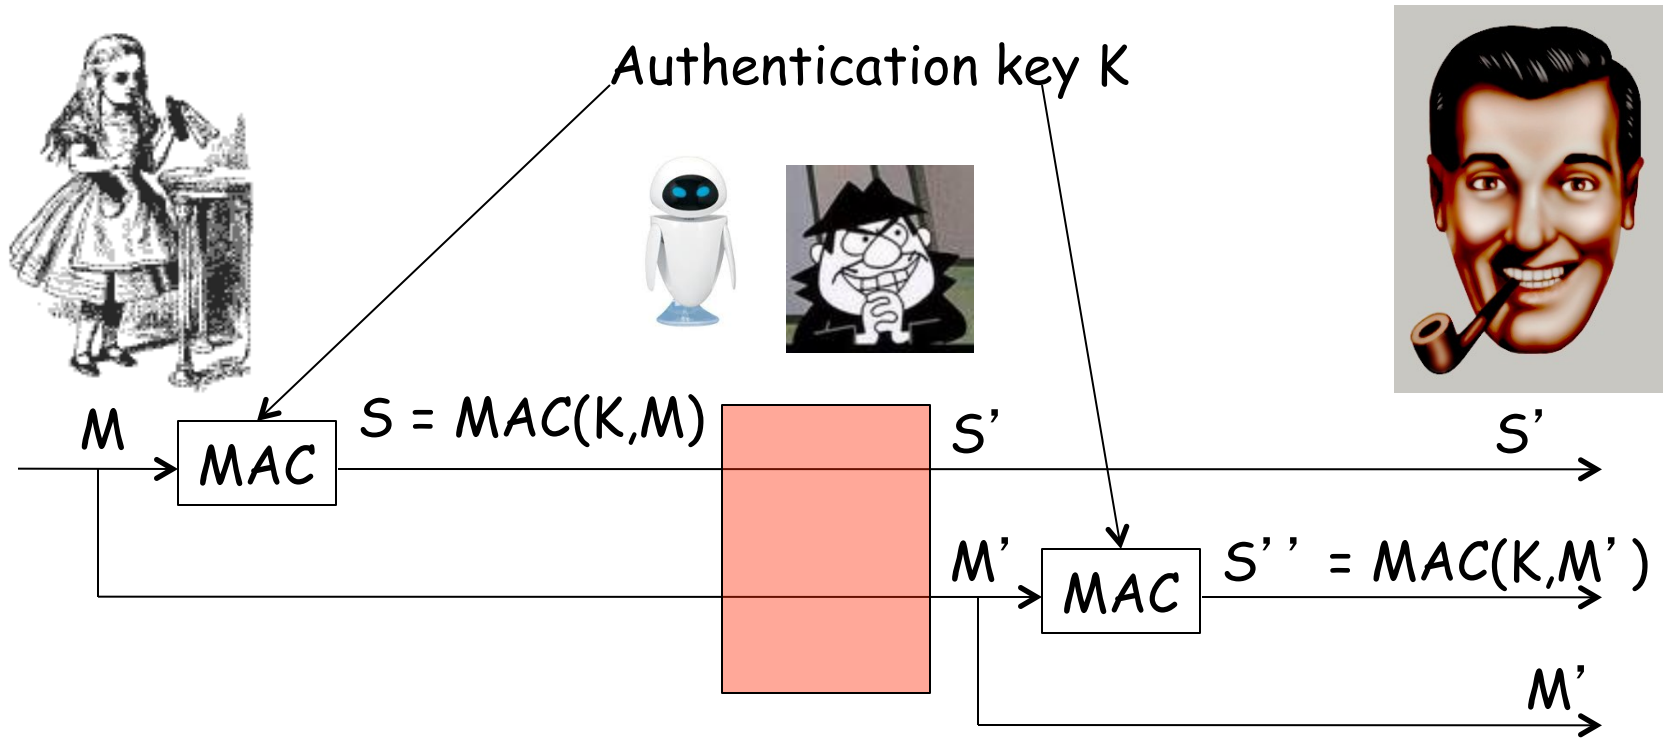 Authentication key K
M
S = MAC(K,M)
S’
S’
MAC
M’
S’’ = MAC(K,M’)
MAC
M’